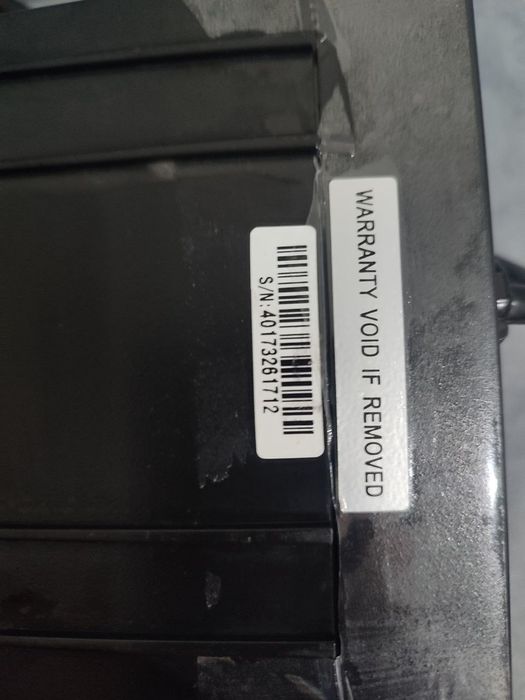 WARRANTY VOID IF REMOVED
S/N:40173261712